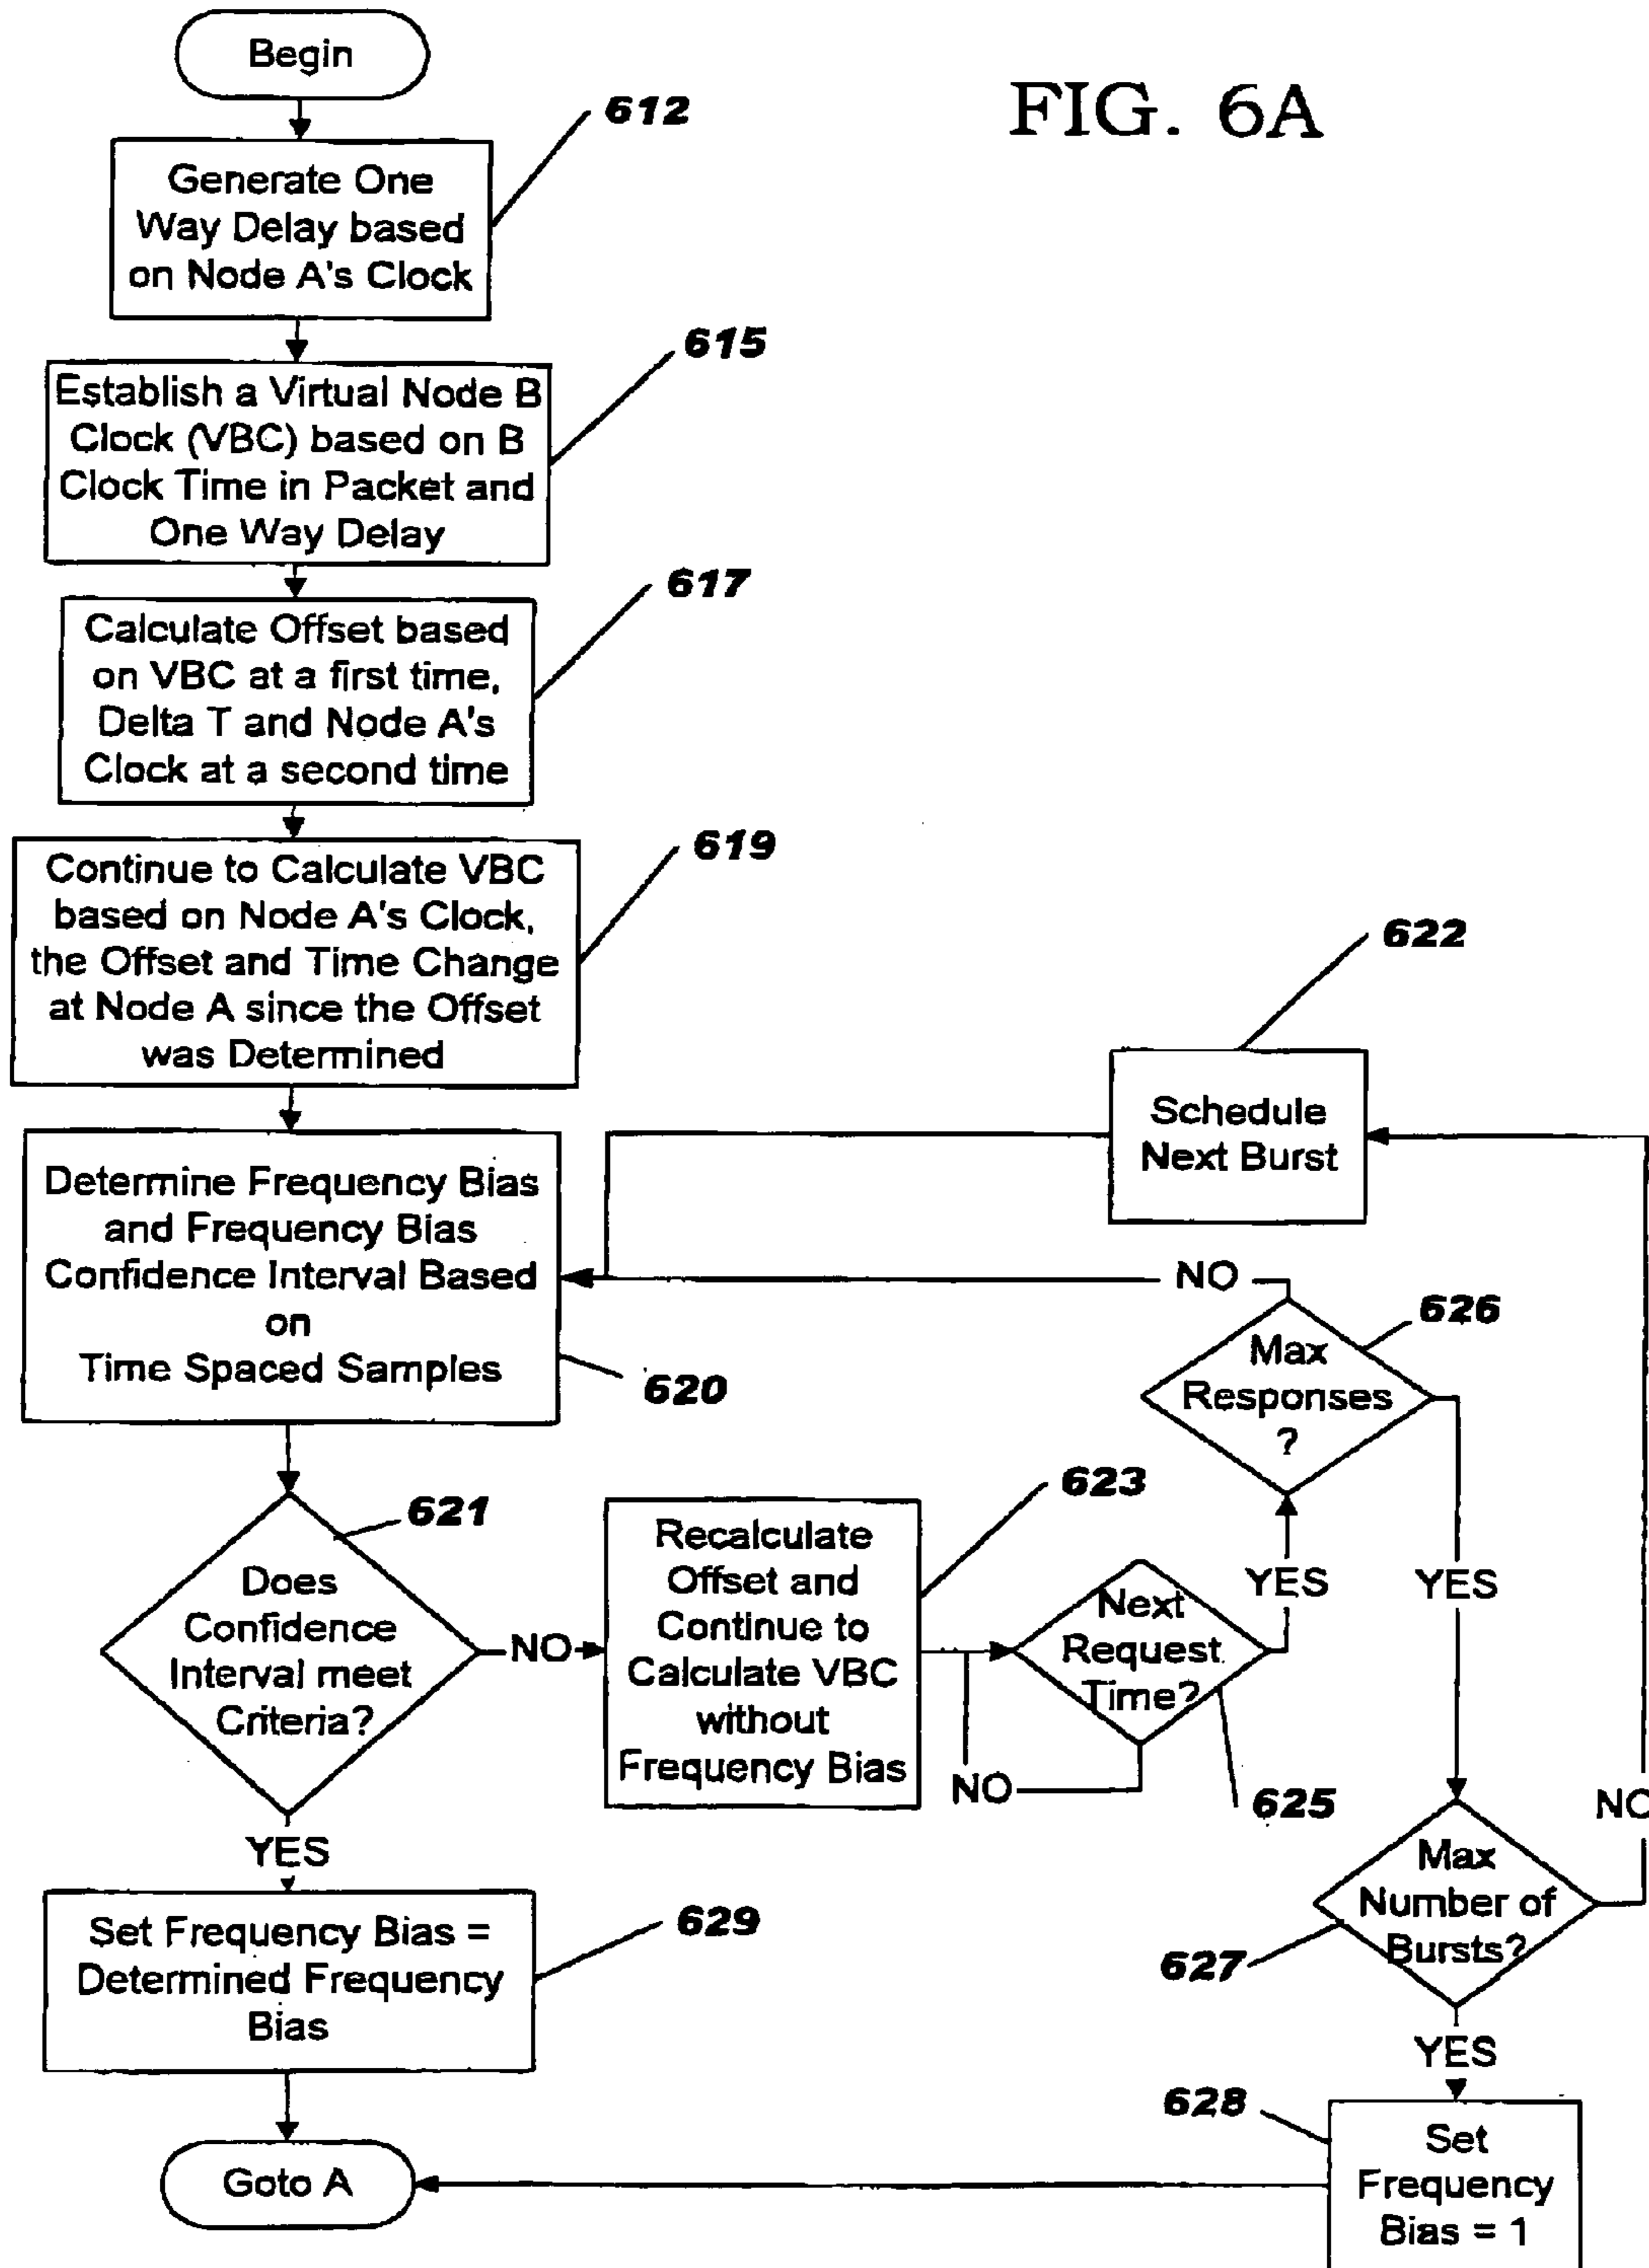 Begin
FIG. 6A
612
Generate One
Way Delay based
on Node A's Clock
615
Establish a Virtual Node B
Clock (VBC) based on B
Clock Time in Packet and
One Way Delay
617
Calculate Offset based
on VBC at a first time,
Delta T and Node A's
Clock at a second time
619
Continue to Calculate VBC
based on Node A's Clock,
the Offset and Time Change
at Node A since the Offset
was Determined
622
Schedule
Next Burst
Determine Frequency Bias
and Frequency Bias
Confidence Interval Based
on
Time Spaced Samples
620
NO
626
Max
Responses
?
621
Does
Confidence
Interval meet
Criteria?
NO
623
Recalculate
Offset and
Continue to
Calculate VBC
without
Frequency Bias
Next
Request
Time?
NO
625
YES
YES
NO
YES
Max
Number of
Bursts?
627
YES
Set Frequency Bias =
Determined Frequency
Bias
629
628
Set
Frequency
Bias = 1
Goto A